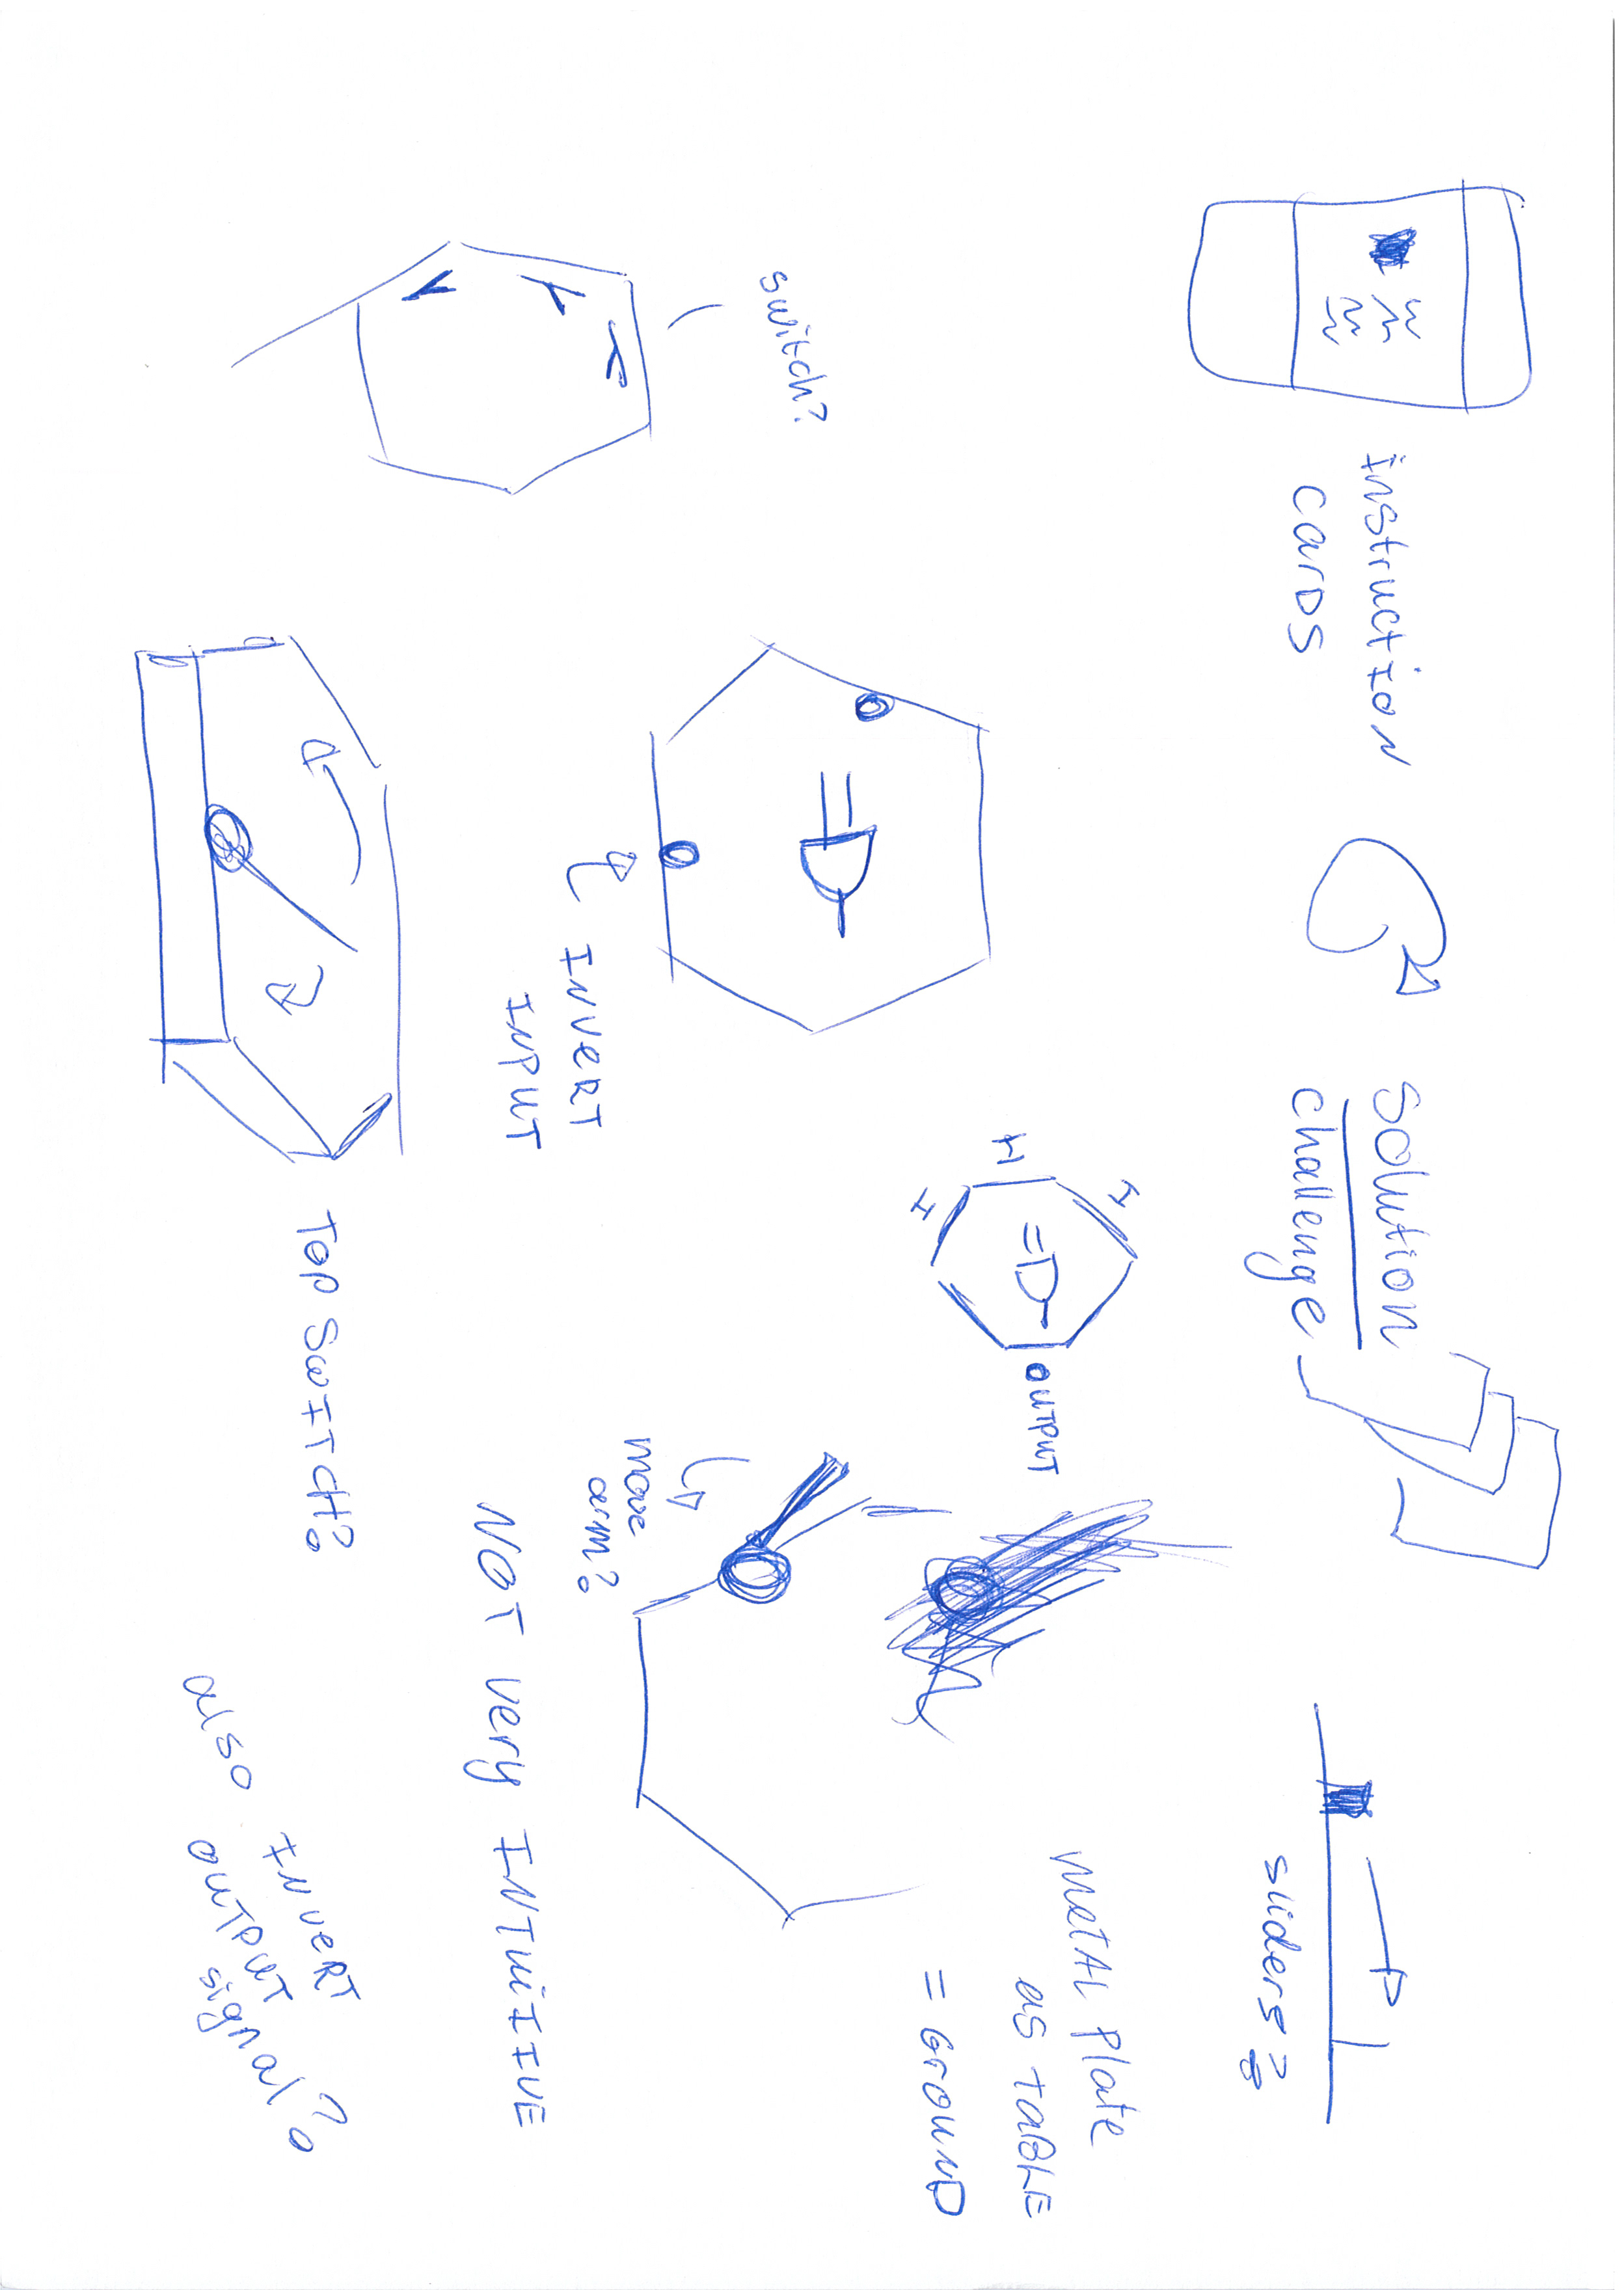 instruction
cards
solution
challenge
sliders?
I
I
I
OUTPUT
METAL Plate
as TABLE
= GROUND
switch?
INVERT
INPUT
move
arm?
NOT very INTUITIVE
TOP SWITCH?
also INVERT
OUTPUT
signal?